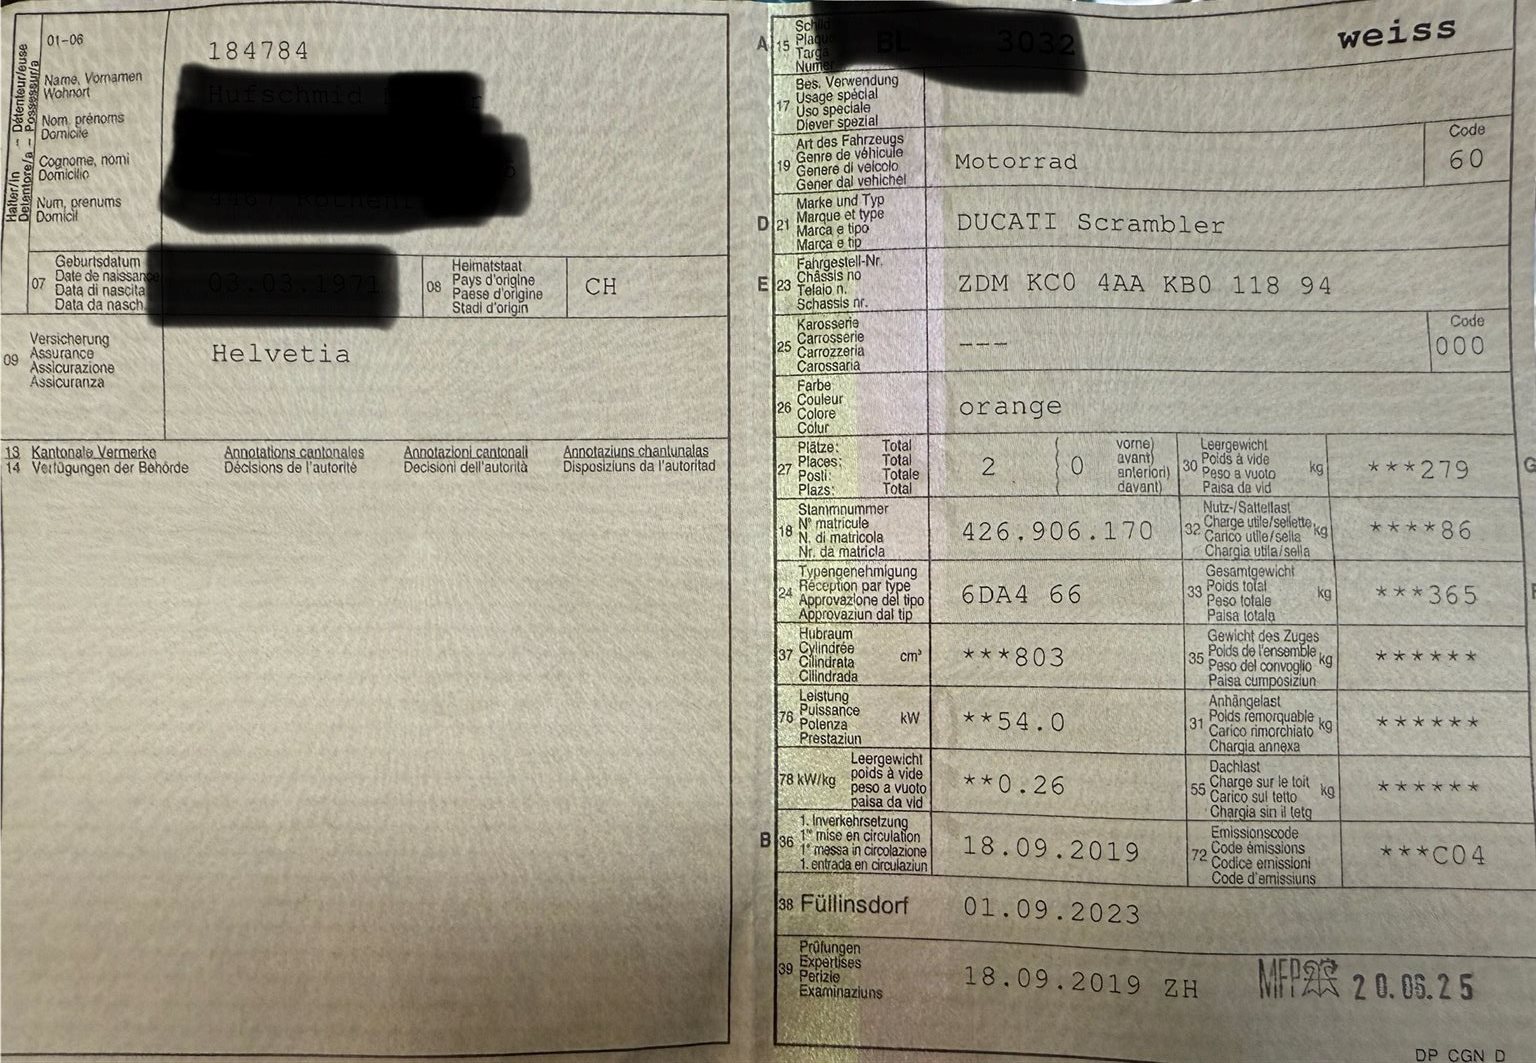 Halter/in – Détenteur/euse
Detentore/a – Possessur/a
01-06
184784
Name, Vornamen
Wohnort
Nom, prénoms
Domicile
Cognome, nomi
Domicilio
Num, prenums
Domicil
07
Geburtsdatum
Date de naissance
Data di nascita
Data da nasch.
08
Heimatstaat
Pays d'origine
Paese d'origine
Stadi d'origin
CH
09
Versicherung
Assurance
Assicurazione
Assicuranza
Helvetia
13 Kantonale Vermerke Annotations cantonales Annotazioni cantonali Annotaziuns chantunalas
14 Verfügungen der Behörde Décisions de l'autorité Decisioni dell'autorità Disposiziuns da l'autoritad
A 15
weiss
17
Bes. Verwendung
Usage spécial
Uso speciale
Diever spezial
19
Art des Fahrzeugs
Genre de véhicule
Genere di veicolo
Gener dal vehichel
Motorrad
Code
60
D 21
Marke und Typ
Marque et type
Marca e tipo
Marca e tip
DUCATI Scrambler
E 23
Fahrgestell-Nr.
Châssis no
Telaio n.
Schassis nr.
ZDM KC0 4AA KB0 118 94
25
Karosserie
Carrosserie
Carrozzeria
Carossaria
---
Code
000
26
Farbe
Couleur
Colore
Colur
orange
27
Plätze: Total
Places: Total
Posti: Totale
Plazs: Total
2 ( 0
vorne)
avant)
anteriori)
davant)
30
Leergewicht
Poids à vide
Peso a vuoto
Paisa da vid
kg
***279
G
18
Stammnummer
N° matricule
N. di matricola
Nr. da matricla
426.906.170
32
Nutz-/Sattellast
Charge utile/sellette
Carico utile/sella
Chargia utila/sella
kg
****86
24
Typengenehmigung
Réception par type
Approvazione del tipo
Approvaziun dal tip
6DA4 66
33
Gesamtgewicht
Poids total
Peso totale
Paisa totala
kg
***365
F
37
Hubraum
Cylindrée
Cilindrata
Cilindrada
cm³
***803
35
Gewicht des Zuges
Poids de l'ensemble
Peso del convoglio
Paisa cumposiziun
kg
******
76
Leistung
Puissance
Potenza
Prestaziun
kW
**54.0
31
Anhängelast
Poids remorquable
Carico rimorchiato
Chargia annexa
kg
******
78 kW/kg
Leergewicht
poids à vide
peso a vuoto
paisa da vid
**0.26
55
Dachlast
Charge sur le toit
Carico sul tetto
Chargia sin il tetg
kg
******
B 36
1. Inverkehrsetzung
1re mise en circulation
1a messa in circolazione
1. entrada en circulaziun
18.09.2019
72
Emissionscode
Code émissions
Codice emissioni
Code d'emissiuns
***C04
38 Füllinsdorf
01.09.2023
39
Prüfungen
Expertises
Perizie
Examinaziuns
18.09.2019 ZH
MFP 20.06.25
DP CGN D